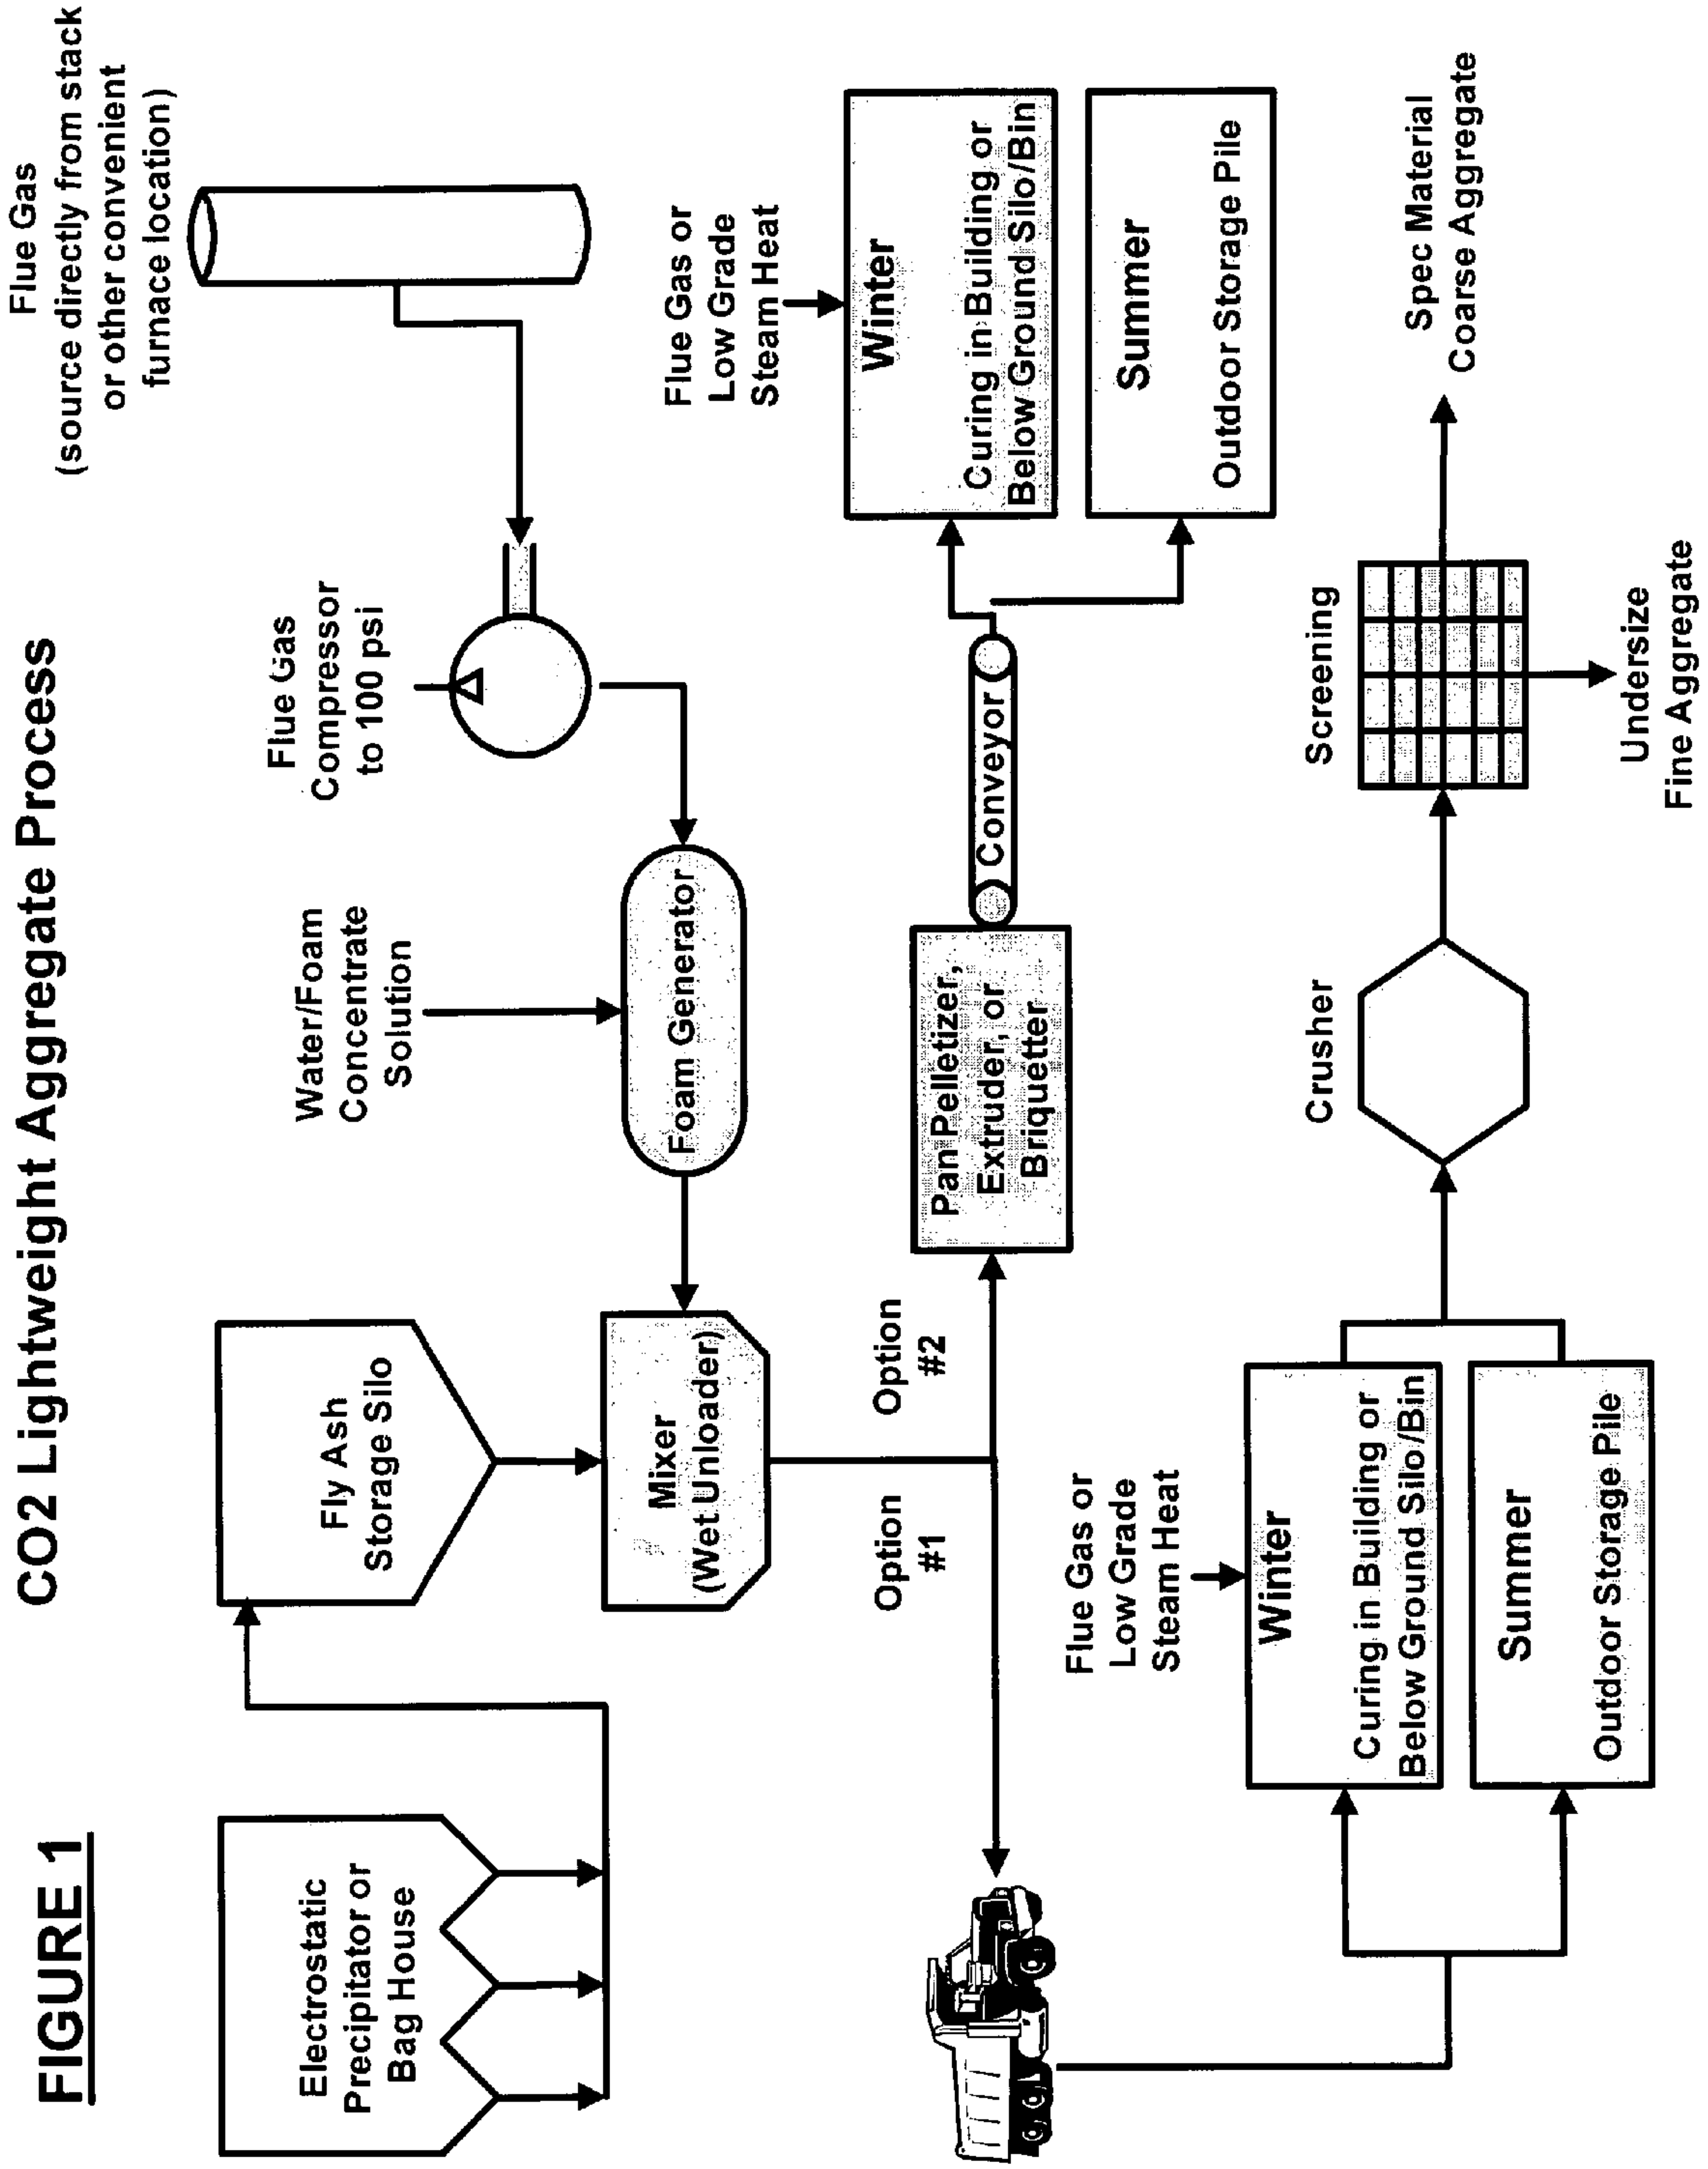 FIGURE 1
CO2 Lightweight Aggregate Process
Flue Gas
(source directly from stack
or other convenient
furnace location)
Electrostatic
Precipitator or
Bag House
Fly Ash
Storage Silo
Water/Foam
Concentrate
Solution
Flue Gas
Compressor
to 100 psi
Mixer
(Wet Unloader)
Foam Generator
Flue Gas or
Low Grade
Steam Heat
Option
#1
Option
#2
Pan Pelletizer,
Extruder, or
Briquetter
Conveyor
Winter
Curing in Building or
Below Ground Silo/Bin
Summer
Outdoor Storage Pile
Flue Gas or
Low Grade
Steam Heat
Winter
Curing in Building or
Below Ground Silo/Bin
Summer
Outdoor Storage Pile
Crusher
Screening
Spec Material
Coarse Aggregate
Undersize
Fine Aggregate